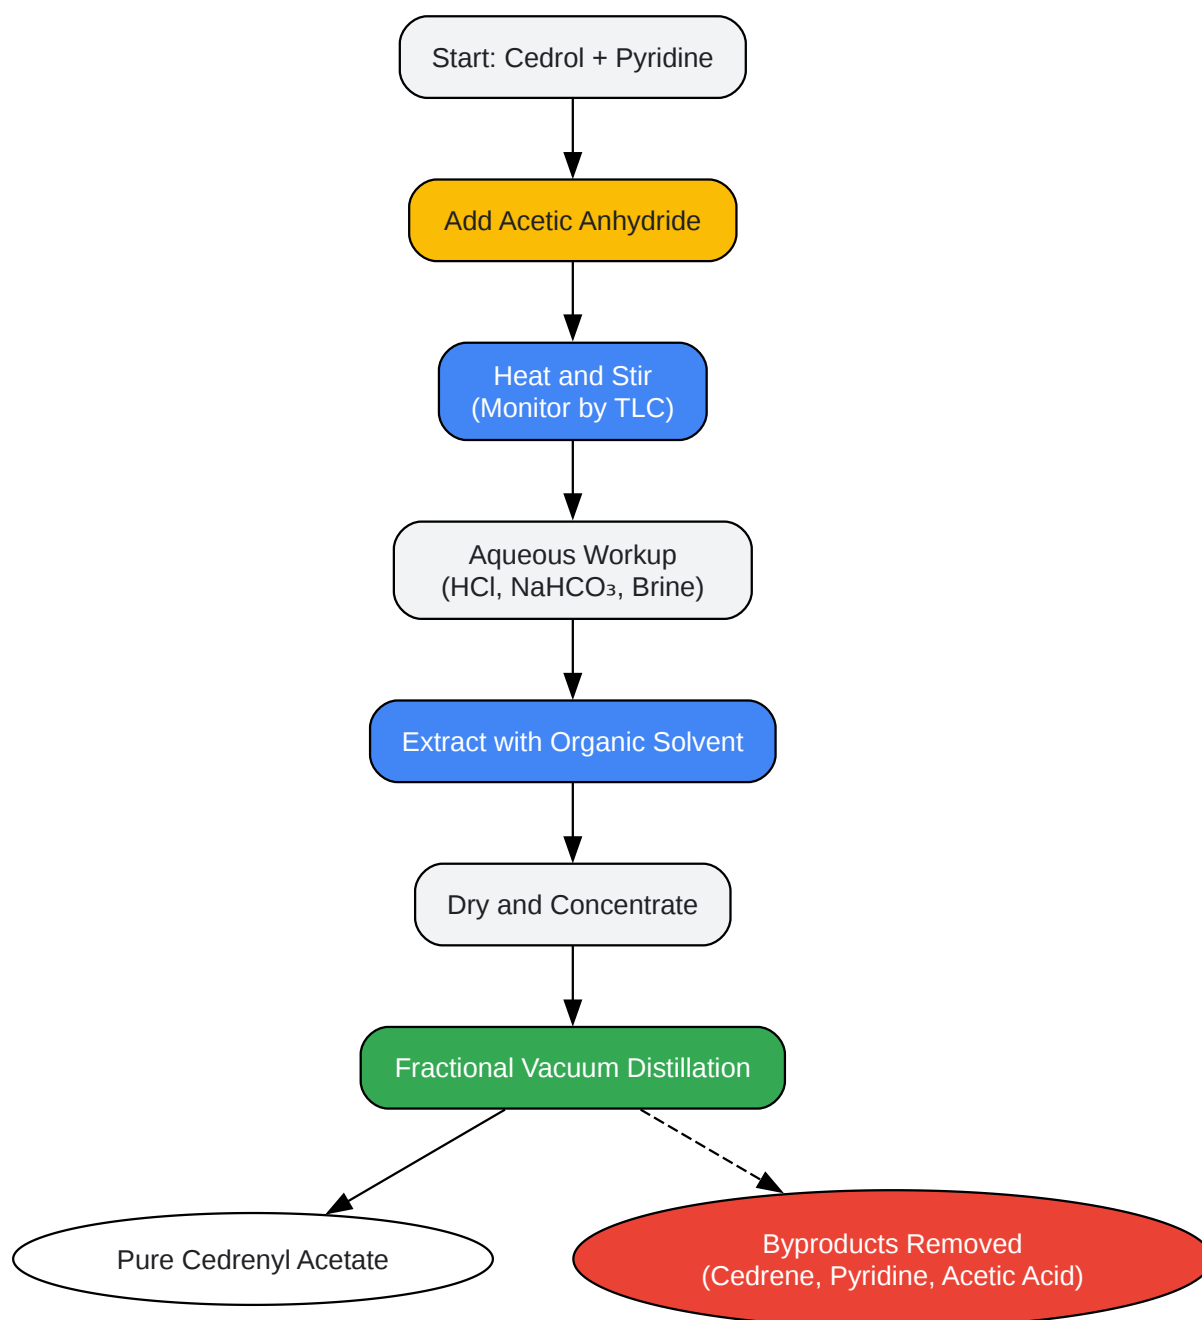 Start: Cedrol + Pyridine
Add Acetic Anhydride
Heat and Stir
(Monitor by TLC)
Aqueous Workup
(HCl, NaHCO₃, Brine)
Extract with Organic Solvent
Dry and Concentrate
Fractional Vacuum Distillation
Pure Cedrenyl Acetate
Byproducts Removed
(Cedrene, Pyridine, Acetic Acid)